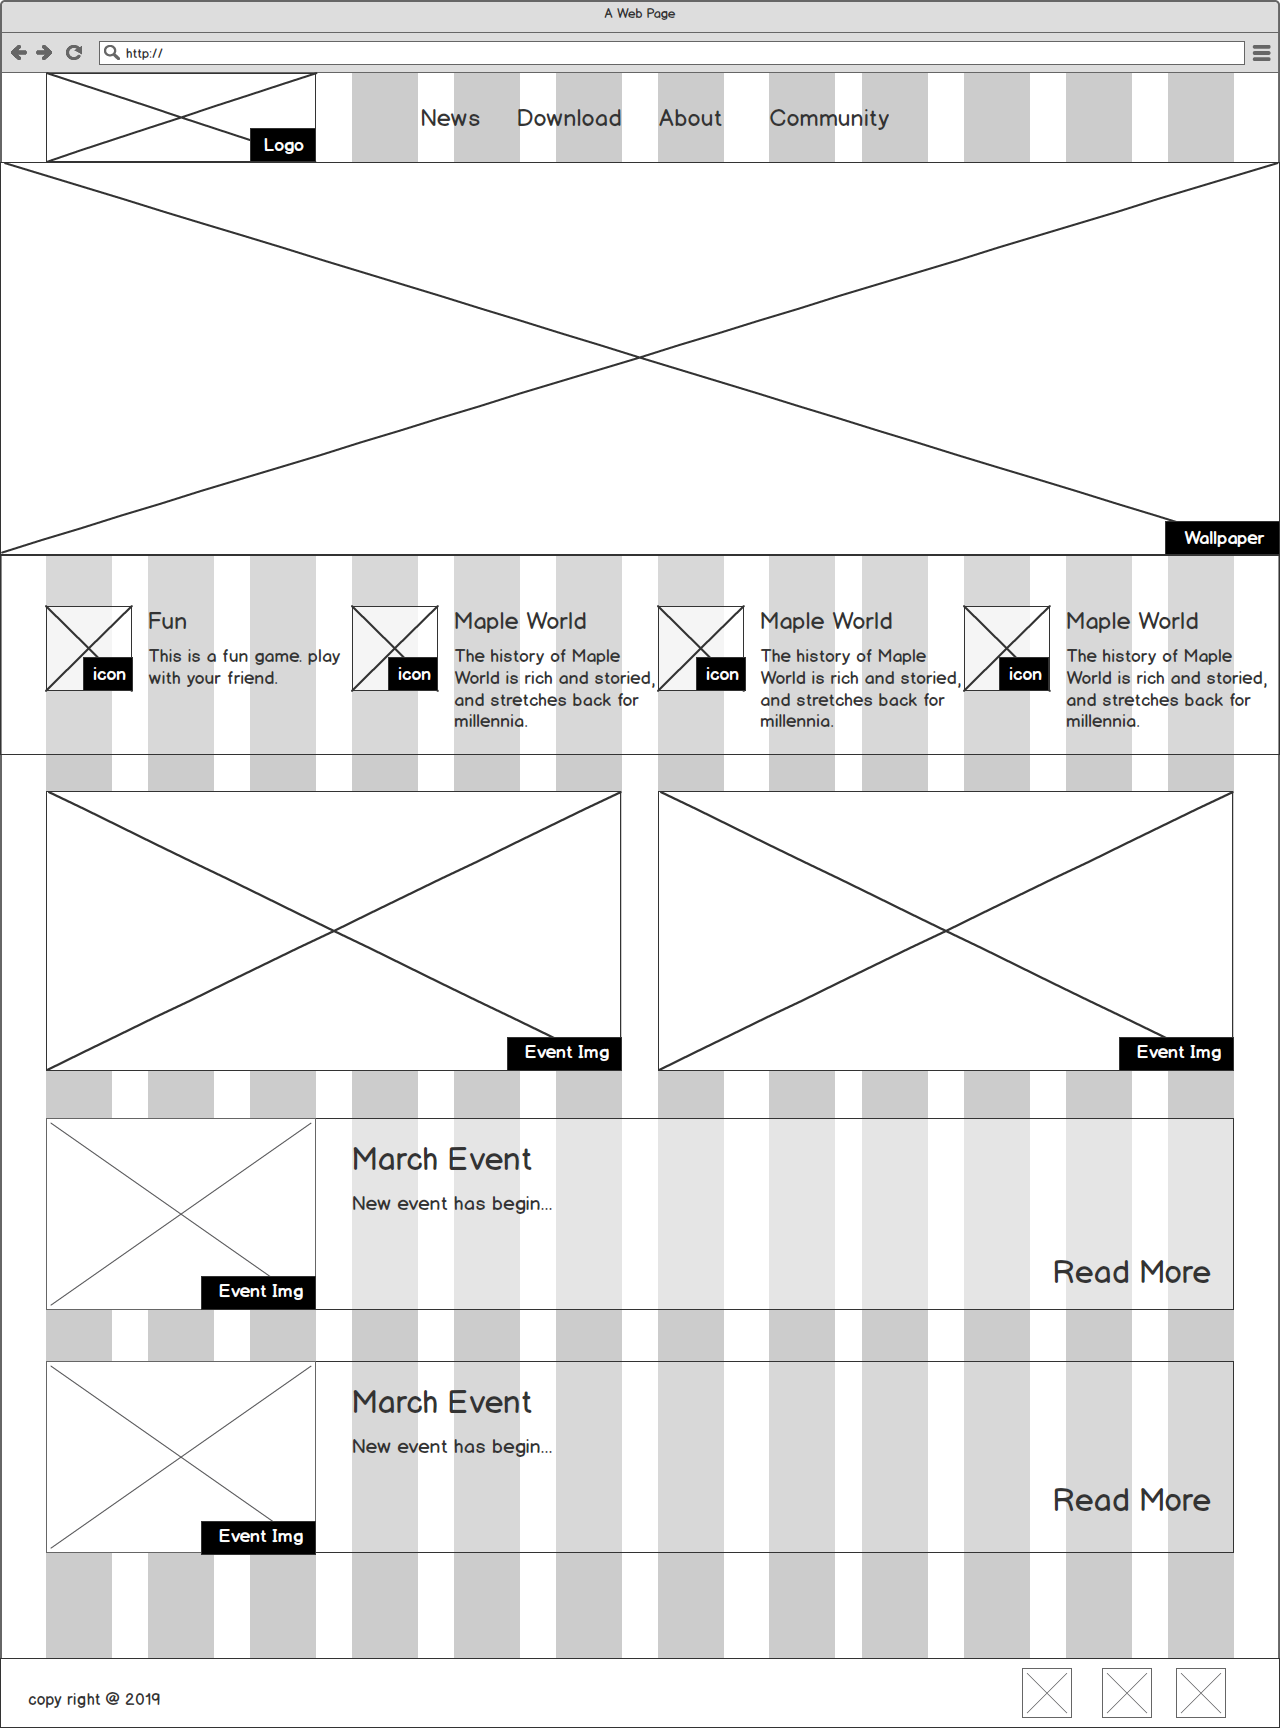 A Web Page
http://
News Download About Community
Logo
Wallpaper
icon
Fun
This is a fun game. play
with your friend.
icon
Maple World
The history of Maple
World is rich and storied,
and stretches back for
millennia.
icon
Maple World
The history of Maple
World is rich and storied,
and stretches back for
millennia.
icon
Maple World
The history of Maple
World is rich and storied,
and stretches back for
millennia.
Event Img
Event Img
March Event
New event has begin...
Read More
Event Img
March Event
New event has begin...
Read More
Event Img
copy right @ 2019